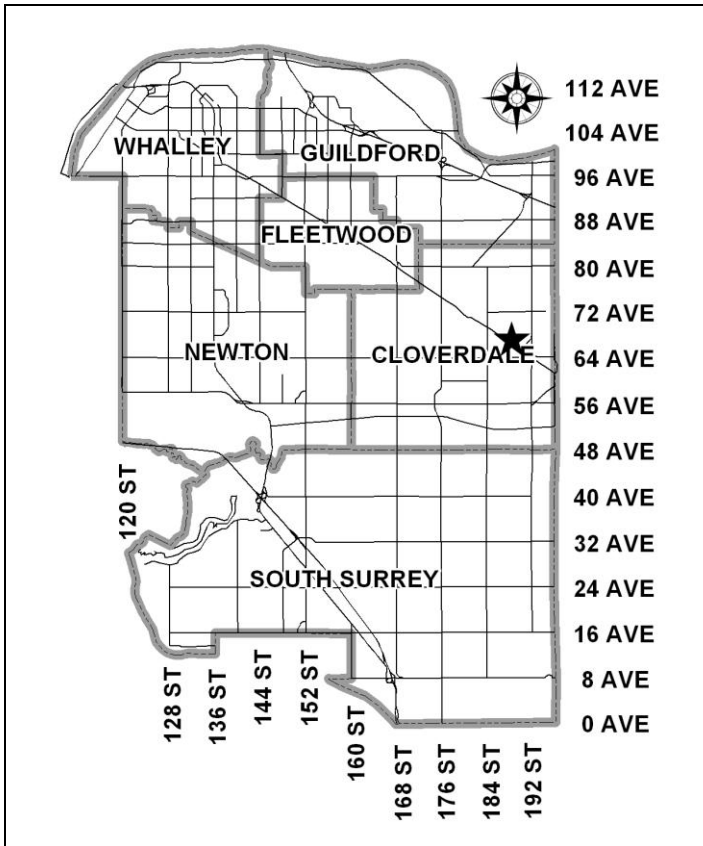 112 AVE
104 AVE
WHALLEY
GUILDFORD
96 AVE
88 AVE
FLEETWOOD
80 AVE
72 AVE
NEWTON
CLOVERDALE
64 AVE
56 AVE
48 AVE
120 ST
40 AVE
32 AVE
SOUTH SURREY
24 AVE
16 AVE
8 AVE
0 AVE
128 ST
136 ST
144 ST
152 ST
160 ST
168 ST
176 ST
184 ST
192 ST